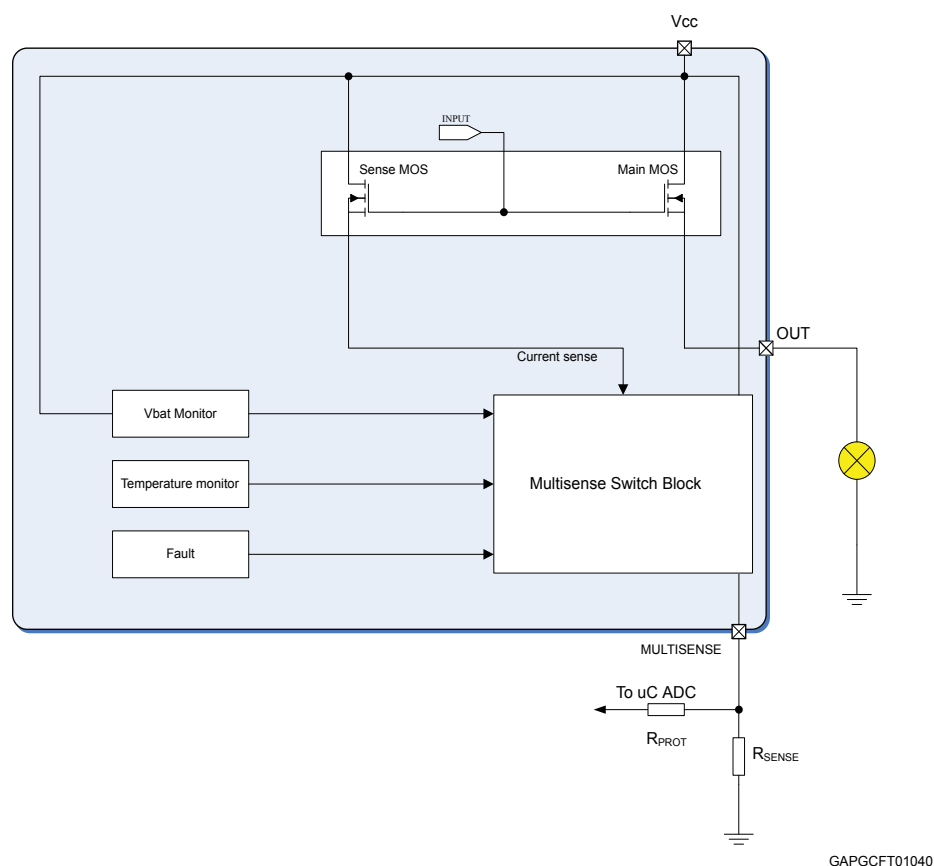 Vcc
INPUT
Sense MOS
Main MOS
OUT
Current sense
Vbat Monitor
Temperature monitor
Multisense Switch Block
Fault
MULTISENSE
To uC ADC
RPROT
RSENSE
GAPGCFT01040